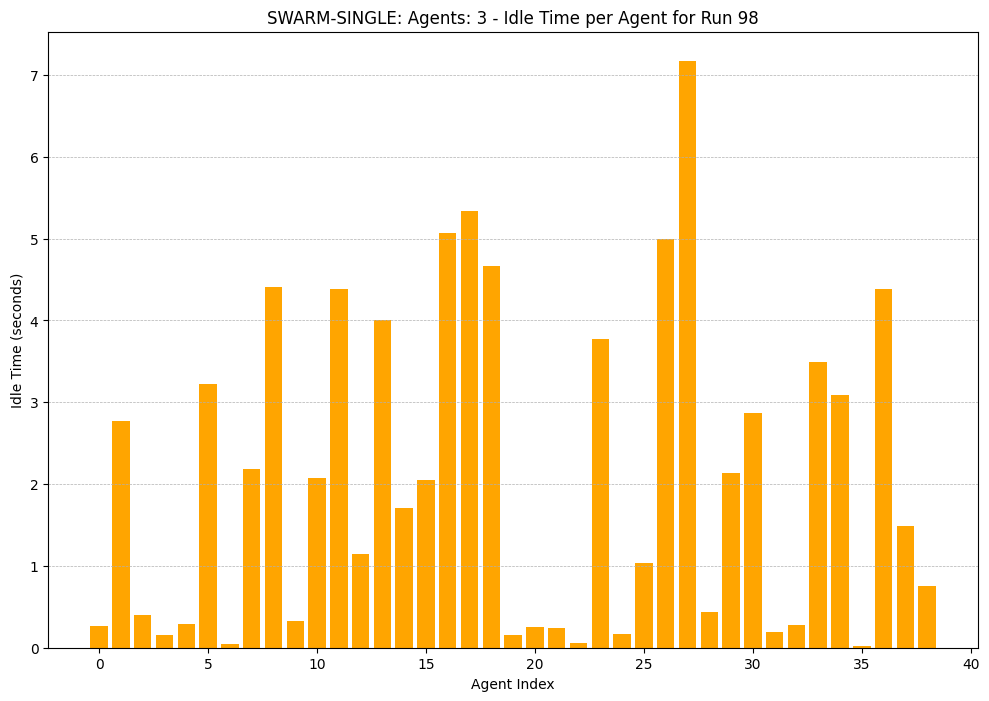 SWARM-SINGLE: Agents: 3 - Idle Time per Agent for Run 98
Idle Time (seconds)
7
6
5
4
3
2
1
0
0 5 10 15 20 25 30 35 40
Agent Index